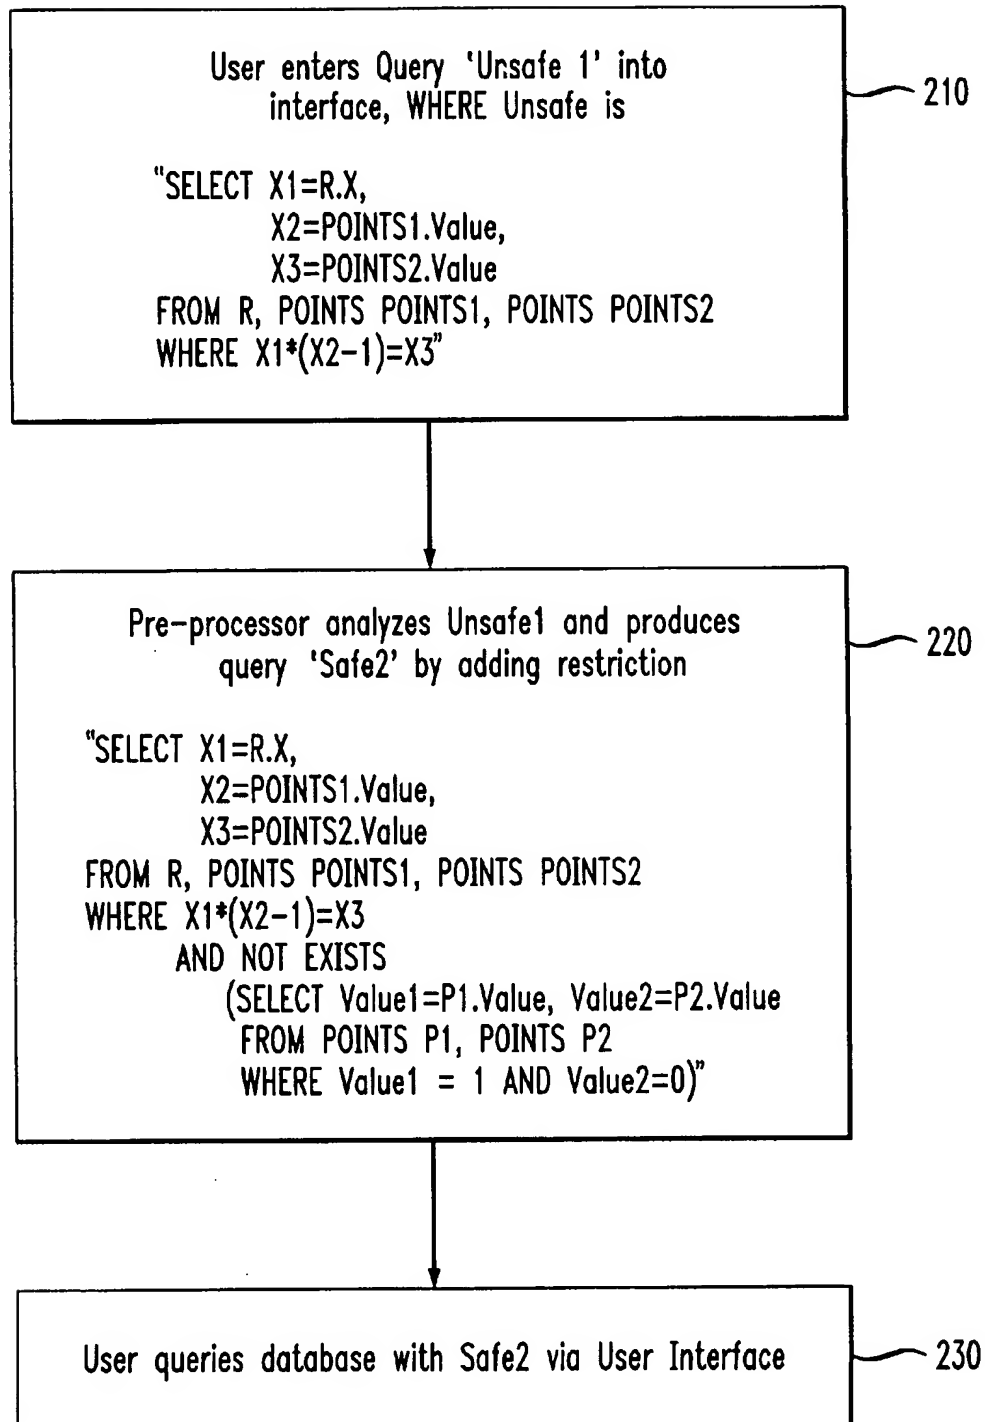 User enters Query 'Unsafe 1' into
interface, WHERE Unsafe is
210
"SELECT X1=R.X,
X2=POINTS1.Value,
X3=POINTS2.Value
FROM R, POINTS POINTS1, POINTS POINTS2
WHERE X1*(X2-1)=X3"
Pre-processor analyzes Unsafe1 and produces
query 'Safe2' by adding restriction
220
"SELECT X1=R.X,
X2=POINTS1.Value,
X3=POINTS2.Value
FROM R, POINTS POINTS1, POINTS POINTS2
WHERE X1*(X2-1)=X3
AND NOT EXISTS
(SELECT Value1=P1.Value, Value2=P2.Value
FROM POINTS P1, POINTS P2
WHERE Value1 = 1 AND Value2=0)"
User queries database with Safe2 via User Interface
230